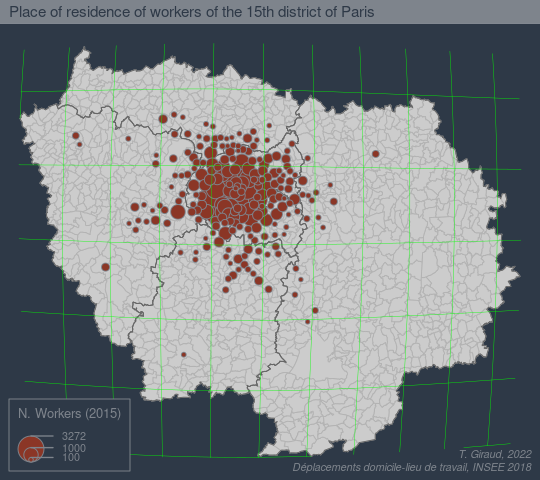 Place of residence of workers of the 15th district of Paris
N. Workers (2015)
3272
1000
100
T. Giraud, 2022
Déplacements domicile-lieu de travail, INSEE 2018